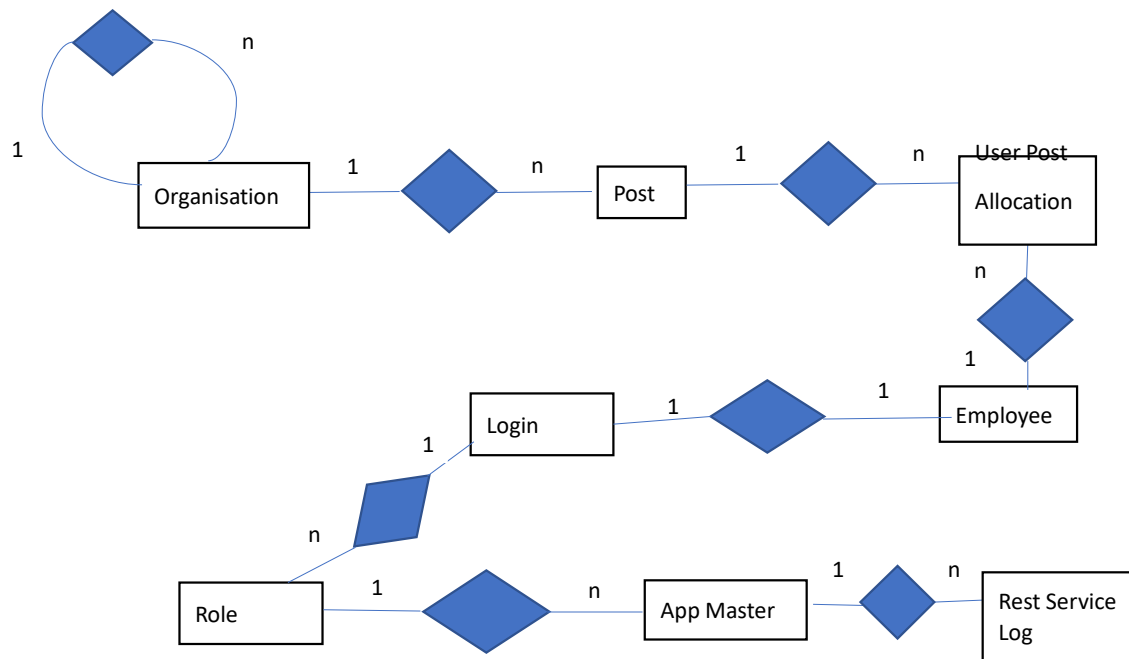 n
1
Organisation
1
n
Post
1
n
User Post
Allocation
n
1
Employee
1
1
Login
1
n
Role
1
n
App Master
1
n
Rest Service
Log